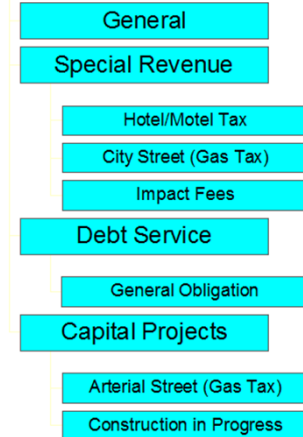 General
Special Revenue
Hotel/Motel Tax
City Street (Gas Tax)
Impact Fees
Debt Service
General Obligation
Capital Projects
Arterial Street (Gas Tax)
Construction in Progress